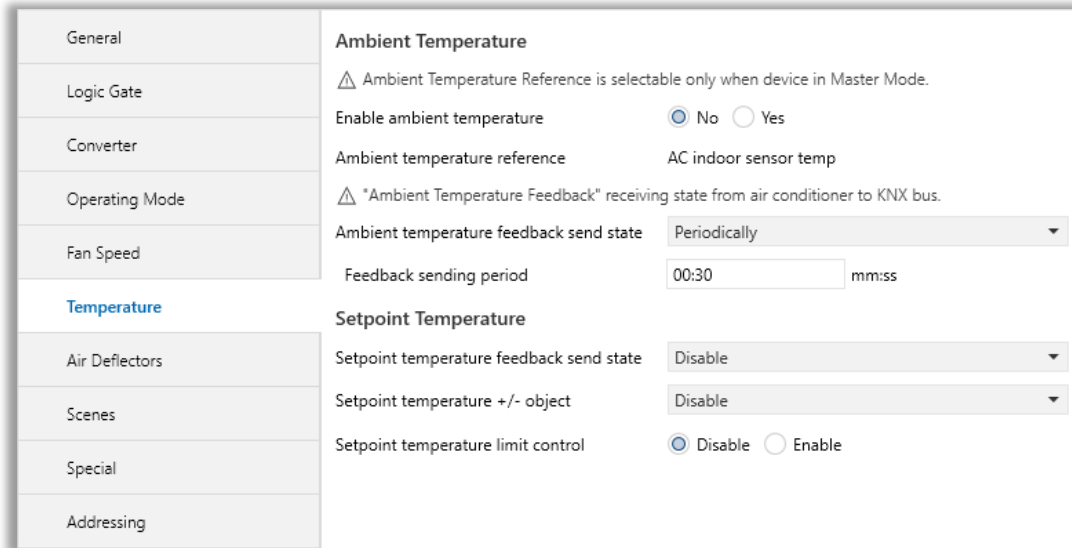 General
Logic Gate
Converter
Operating Mode
Fan Speed
Temperature
Air Deflectors
Scenes
Special
Addressing
Ambient Temperature
⚠ Ambient Temperature Reference is selectable only when device in Master Mode.
Enable ambient temperature No Yes
Ambient temperature reference AC indoor sensor temp
⚠ "Ambient Temperature Feedback" receiving state from air conditioner to KNX bus.
Ambient temperature feedback send state Periodically
Feedback sending period 00:30 mm:ss
Setpoint Temperature
Setpoint temperature feedback send state Disable
Setpoint temperature +/- object Disable
Setpoint temperature limit control Disable Enable